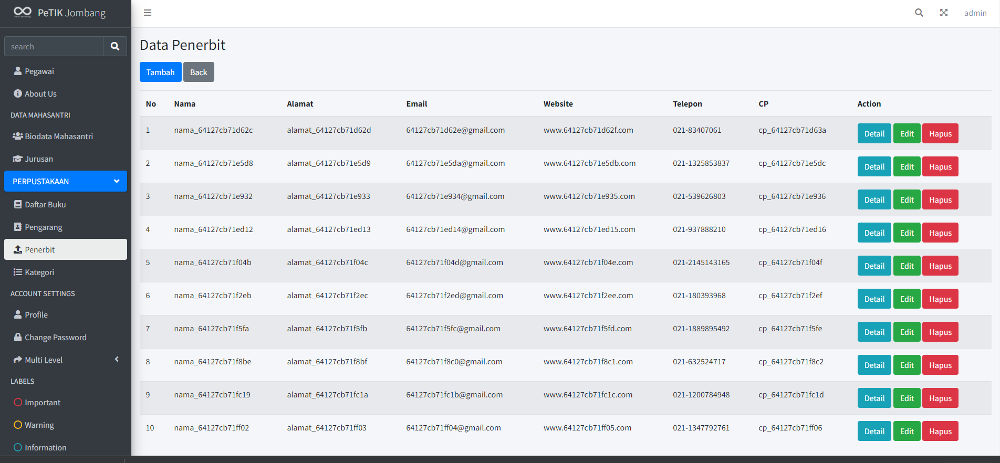 PeTIK Jombang
admin
search
Pegawai
About Us
DATA MAHASANTRI
Biodata Mahasantri
Jurusan
PERPUSTAKAAN
Daftar Buku
Pengarang
Penerbit
Kategori
ACCOUNT SETTINGS
Profile
Change Password
Multi Level
LABELS
Important
Warning
Information
Data Penerbit
Tambah Back
No Nama Alamat Email Website Telepon CP Action
1 nama_64127cb71d62c alamat_64127cb71d62d 64127cb71d62e@gmail.com www.64127cb71d62f.com 021-83407061 cp_64127cb71d63a Detail Edit Hapus
2 nama_64127cb71e5d8 alamat_64127cb71e5d9 64127cb71e5da@gmail.com www.64127cb71e5db.com 021-1325853837 cp_64127cb71e5dc Detail Edit Hapus
3 nama_64127cb71e932 alamat_64127cb71e933 64127cb71e934@gmail.com www.64127cb71e935.com 021-539626803 cp_64127cb71e936 Detail Edit Hapus
4 nama_64127cb71ed12 alamat_64127cb71ed13 64127cb71ed14@gmail.com www.64127cb71ed15.com 021-937888210 cp_64127cb71ed16 Detail Edit Hapus
5 nama_64127cb71f04b alamat_64127cb71f04c 64127cb71f04d@gmail.com www.64127cb71f04e.com 021-2145143165 cp_64127cb71f04f Detail Edit Hapus
6 nama_64127cb71f2eb alamat_64127cb71f2ec 64127cb71f2ed@gmail.com www.64127cb71f2ee.com 021-180393968 cp_64127cb71f2ef Detail Edit Hapus
7 nama_64127cb71f5fa alamat_64127cb71f5fb 64127cb71f5fc@gmail.com www.64127cb71f5fd.com 021-1889895492 cp_64127cb71f5fe Detail Edit Hapus
8 nama_64127cb71f8be alamat_64127cb71f8bf 64127cb71f8c0@gmail.com www.64127cb71f8c1.com 021-632524717 cp_64127cb71f8c2 Detail Edit Hapus
9 nama_64127cb71fc19 alamat_64127cb71fc1a 64127cb71fc1b@gmail.com www.64127cb71fc1c.com 021-1200784948 cp_64127cb71fc1d Detail Edit Hapus
10 nama_64127cb71ff02 alamat_64127cb71ff03 64127cb71ff04@gmail.com www.64127cb71ff05.com 021-1347792761 cp_64127cb71ff06 Detail Edit Hapus